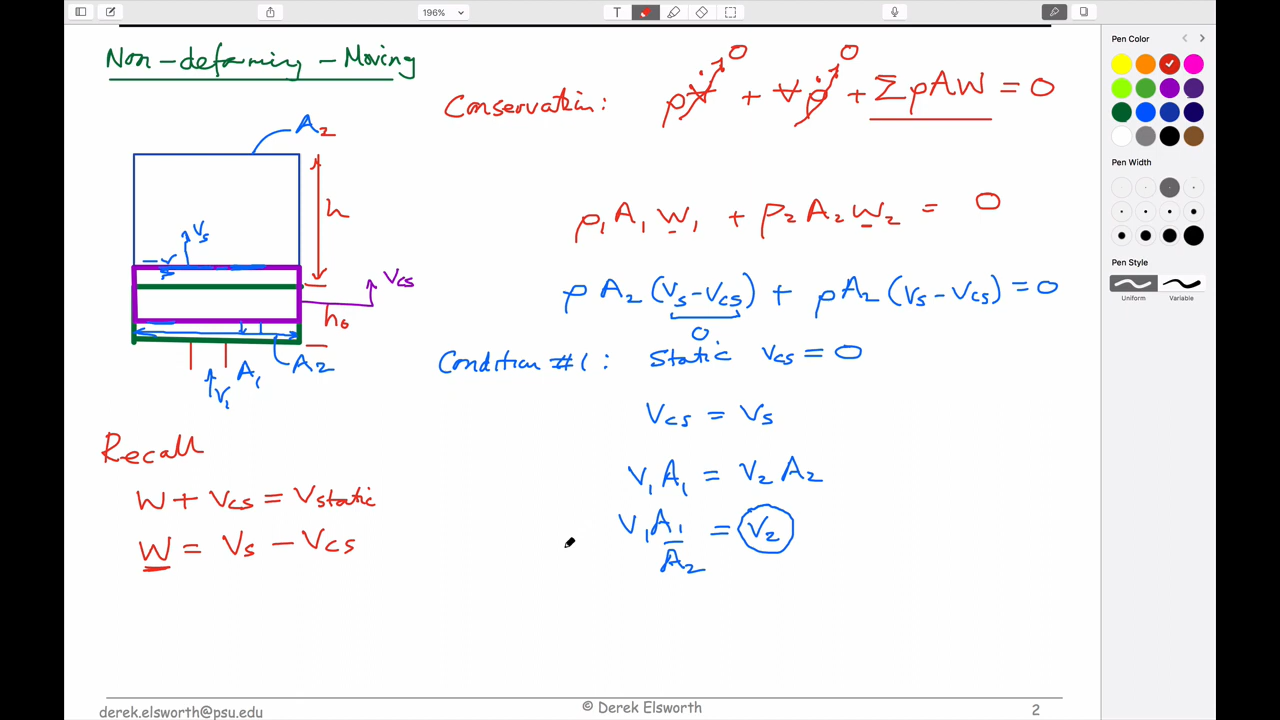 196%
T
Non-deforming - Moving
Conservation: ρV̶̇ → 0 + V̶ρ̇ → 0 + ΣρAW = 0
A₂
h
Vs
Vcs
h₀
A₂
A₁
V₁
ρ₁A₁W₁ + ρ₂A₂W₂ = 0
ρA₂(Vs-Vcs) + ρA₂(Vs-Vcs) = 0
0
Condition #1: Static Vcs = 0
Vcs = Vs
V₁A₁ = V₂A₂
V₁A₁/A₂ = V₂
Recall
W + Vcs = Vstatic
W = Vs - Vcs
Pen Color
Pen Width
Pen Style
Uniform
Variable
derek.elsworth@psu.edu
© Derek Elsworth
2